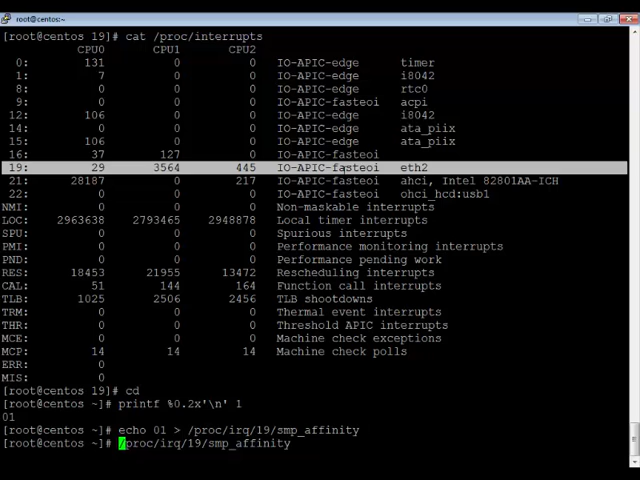 root@centos:~
[root@centos 19]# cat /proc/interrupts
CPU0 CPU1 CPU2
0: 131 0 0 IO-APIC-edge timer
1: 7 0 0 IO-APIC-edge i8042
8: 0 0 0 IO-APIC-edge rtc0
9: 0 0 0 IO-APIC-fasteoi acpi
12: 106 0 0 IO-APIC-edge i8042
14: 0 0 0 IO-APIC-edge ata_piix
15: 106 0 0 IO-APIC-edge ata_piix
16: 37 127 0 IO-APIC-fasteoi
19: 29 3564 445 IO-APIC-fasteoi eth2
21: 28187 0 217 IO-APIC-fasteoi ahci, Intel 82801AA-ICH
22: 0 0 0 IO-APIC-fasteoi ohci_hcd:usb1
NMI: 0 0 0 Non-maskable interrupts
LOC: 2963638 2793465 2948878 Local timer interrupts
SPU: 0 0 0 Spurious interrupts
PMI: 0 0 0 Performance monitoring interrupts
PND: 0 0 0 Performance pending work
RES: 18453 21955 13472 Rescheduling interrupts
CAL: 51 144 164 Function call interrupts
TLB: 1025 2506 2456 TLB shootdowns
TRM: 0 0 0 Thermal event interrupts
THR: 0 0 0 Threshold APIC interrupts
MCE: 0 0 0 Machine check exceptions
MCP: 14 14 14 Machine check polls
ERR: 0
MIS: 0
[root@centos 19]# cd
[root@centos ~]# printf %0.2x'\n' 1
01
[root@centos ~]# echo 01 > /proc/irq/19/smp_affinity
[root@centos ~]# /proc/irq/19/smp_affinity